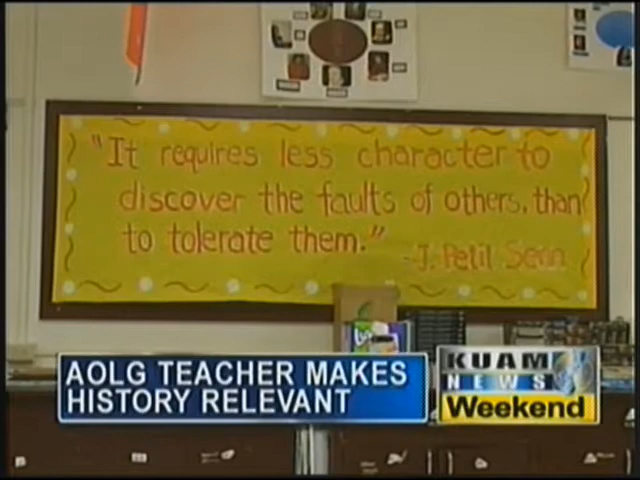 "It requires less character to
discover the faults of others, than
to tolerate them."
-J. Petit Senn
AOLG TEACHER MAKES
HISTORY RELEVANT
KUAM
NEWS
Weekend